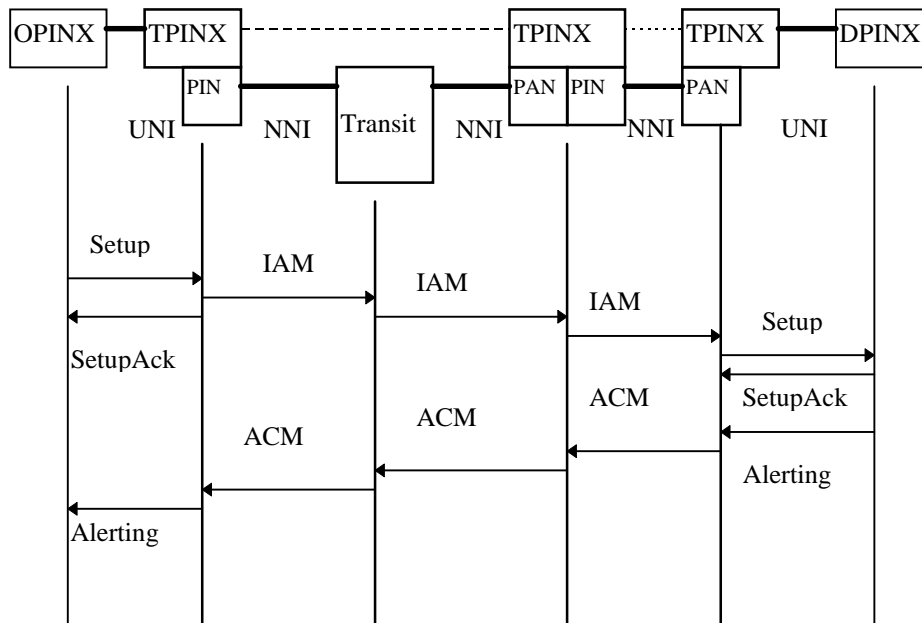 OPINX TPINX TPINX TPINX DPINX
PIN PAN PIN PAN
UNI NNI Transit NNI NNI UNI
Setup
IAM
IAM
IAM
Setup
SetupAck
SetupAck
ACM
ACM
ACM
Alerting
Alerting